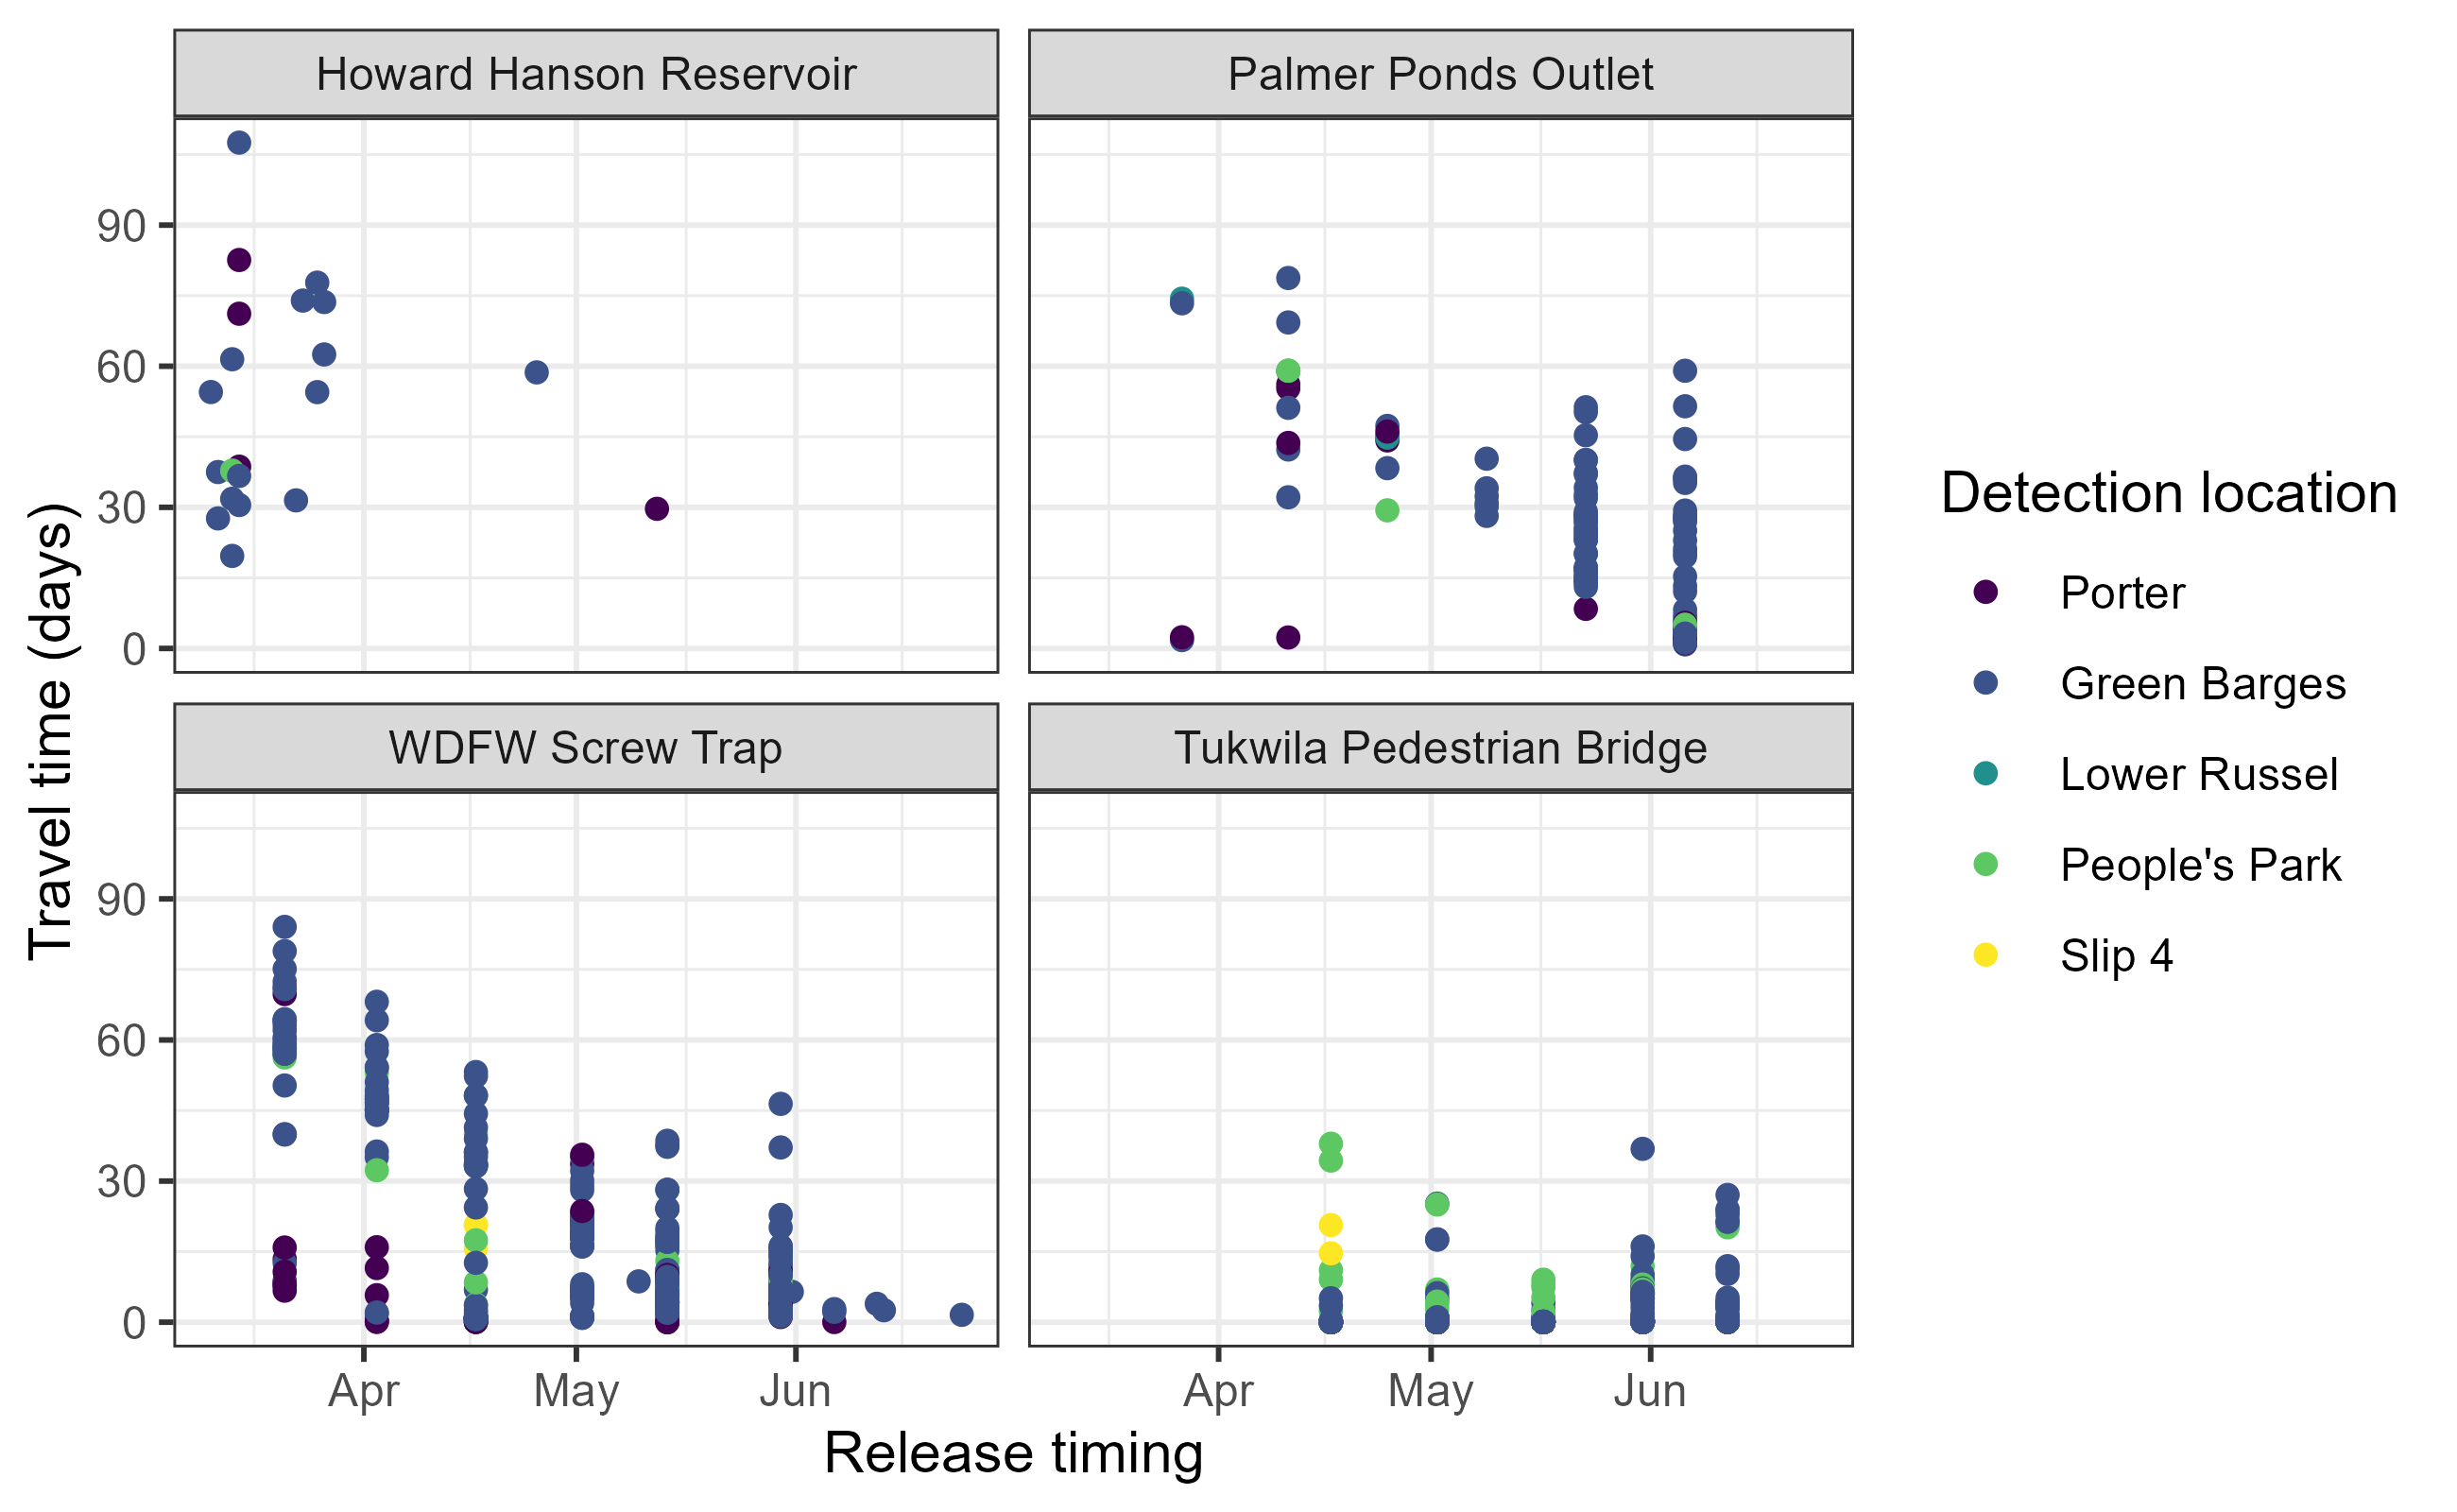 Howard Hanson Reservoir
Palmer Ponds Outlet
90
60
30
0
WDFW Screw Trap
Tukwila Pedestrian Bridge
90
60
30
0
Apr May Jun
Apr May Jun
Travel time (days)
Release timing
Detection location
Porter
Green Barges
Lower Russel
People's Park
Slip 4